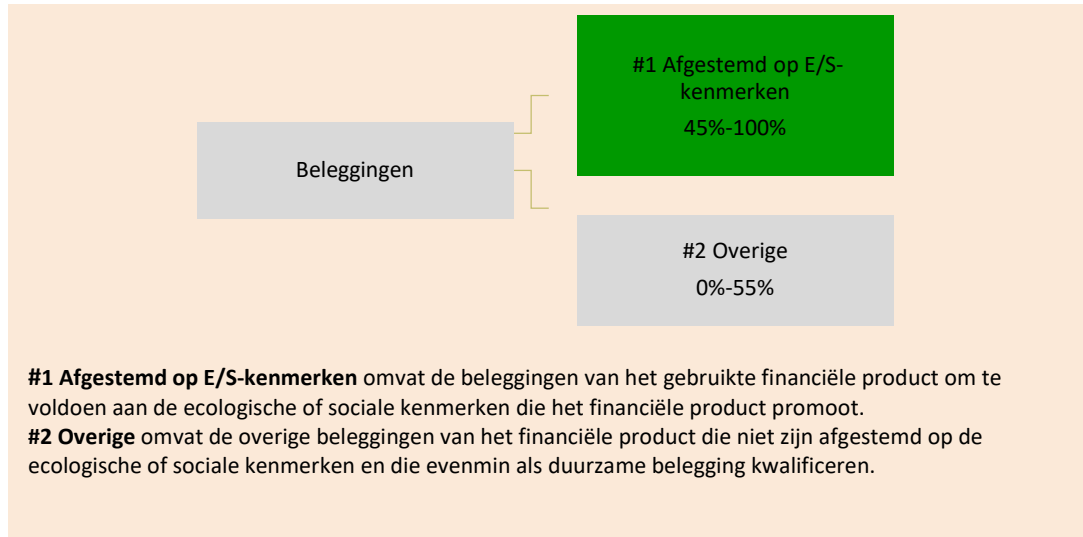 #1 Afgestemd op E/S-
kenmerken
45%-100%
Beleggingen
#2 Overige
0%-55%
#1 Afgestemd op E/S-kenmerken omvat de beleggingen van het gebruikte financiële product om te
voldoen aan de ecologische of sociale kenmerken die het financiële product promoot.
#2 Overige omvat de overige beleggingen van het financiële product die niet zijn afgestemd op de
ecologische of sociale kenmerken en die evenmin als duurzame belegging kwalificeren.